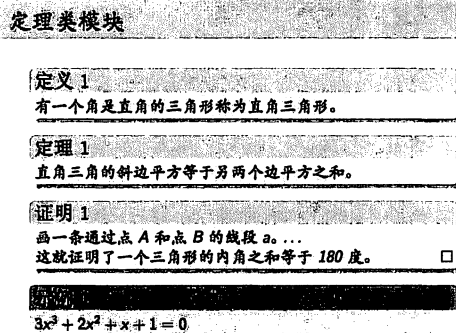 定理类模块
定义 1
有一个角是直角的三角形称为直角三角形。
定理 1
直角三角的斜边平方等于另两个边平方之和。
证明 1
画一条通过点 A 和点 B 的线段 a。...
这就证明了一个三角形的内角之和等于 180 度。 □
3x³ + 2x² + x + 1 = 0